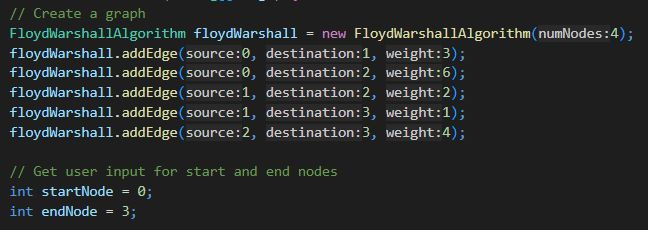 // Create a graph
FloydWarshallAlgorithm floydWarshall = new FloydWarshallAlgorithm(numNodes:4);
floydWarshall.addEdge(source:0, destination:1, weight:3);
floydWarshall.addEdge(source:0, destination:2, weight:6);
floydWarshall.addEdge(source:1, destination:2, weight:2);
floydWarshall.addEdge(source:1, destination:3, weight:1);
floydWarshall.addEdge(source:2, destination:3, weight:4);
// Get user input for start and end nodes
int startNode = 0;
int endNode = 3;